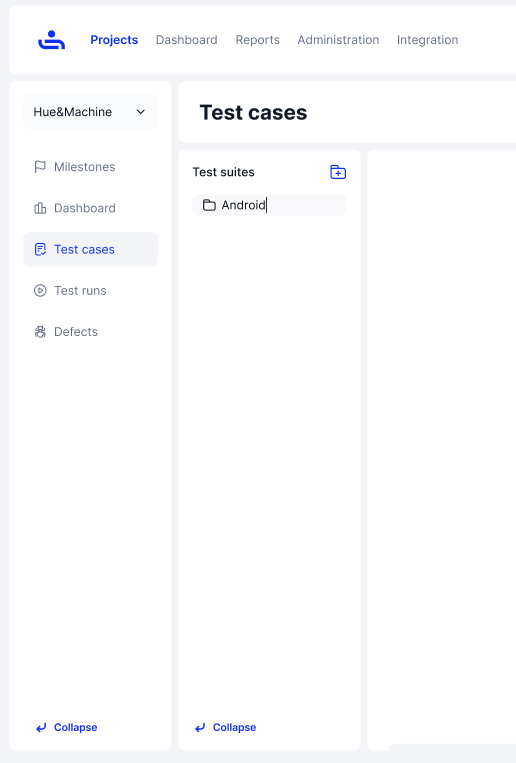 Projects Dashboard Reports Administration Integration
Hue&Machine
Milestones
Dashboard
Test cases
Test runs
Defects
Collapse
Test cases
Test suites
Android
Collapse